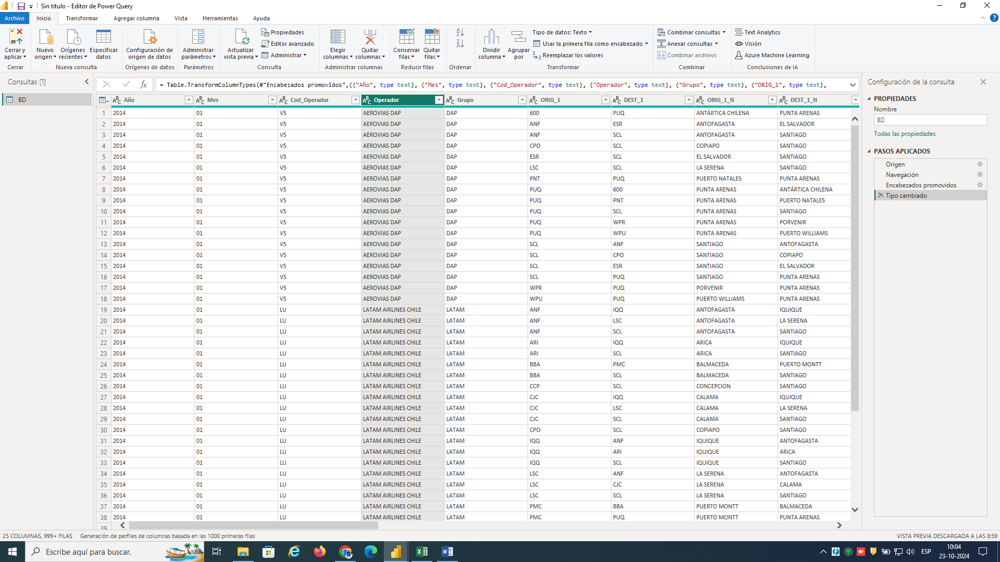 Sin título - Editor de Power Query
Archivo Inicio Transformar Agregar columna Vista Herramientas Ayuda
Cerrar y aplicar
Nuevo origen
Orígenes recientes
Especificar datos
Configuración de origen de datos
Administrar parámetros
Actualizar vista previa
Propiedades
Editor avanzado
Administrar
Elegir columnas
Quitar columnas
Conservar filas
Quitar filas
Dividir columna
Agrupar por
Tipo de datos: Texto
Usar la primera fila como encabezado
Reemplazar los valores
Combinar consultas
Anexar consultas
Combinar archivos
Text Analytics
Visión
Azure Machine Learning
Cerrar Nueva consulta Orígenes de datos Parámetros Consulta Administrar columnas Reducir filas Ordenar Transformar Combinar Conclusiones de IA
Consultas [1]
BD
fx = Table.TransformColumnTypes(#"Encabezados promovidos",{{"Año", type text}, {"Mes", type text}, {"Cod_Operador", type text}, {"Operador", type text}, {"Grupo", type text}, {"ORIG_1", type text},
Año Mes Cod_Operador Operador Grupo ORIG_1 DEST_1 ORIG_1_N DEST_1_N
1 2014 01 V5 AEROVIAS DAP DAP 600 PUQ ANTÁRTICA CHILENA PUNTA ARENAS
2 2014 01 V5 AEROVIAS DAP DAP ANF ESR ANTOFAGASTA EL SALVADOR
3 2014 01 V5 AEROVIAS DAP DAP ANF SCL ANTOFAGASTA SANTIAGO
4 2014 01 V5 AEROVIAS DAP DAP CPO SCL COPIAPO SANTIAGO
5 2014 01 V5 AEROVIAS DAP DAP ESR SCL EL SALVADOR SANTIAGO
6 2014 01 V5 AEROVIAS DAP DAP LSC SCL LA SERENA SANTIAGO
7 2014 01 V5 AEROVIAS DAP DAP PNT PUQ PUERTO NATALES PUNTA ARENAS
8 2014 01 V5 AEROVIAS DAP DAP PUQ 600 PUNTA ARENAS ANTÁRTICA CHILENA
9 2014 01 V5 AEROVIAS DAP DAP PUQ PNT PUNTA ARENAS PUERTO NATALES
10 2014 01 V5 AEROVIAS DAP DAP PUQ SCL PUNTA ARENAS SANTIAGO
11 2014 01 V5 AEROVIAS DAP DAP PUQ WPR PUNTA ARENAS PORVENIR
12 2014 01 V5 AEROVIAS DAP DAP PUQ WPU PUNTA ARENAS PUERTO WILLIAMS
13 2014 01 V5 AEROVIAS DAP DAP SCL ANF SANTIAGO ANTOFAGASTA
14 2014 01 V5 AEROVIAS DAP DAP SCL CPO SANTIAGO COPIAPO
15 2014 01 V5 AEROVIAS DAP DAP SCL ESR SANTIAGO EL SALVADOR
16 2014 01 V5 AEROVIAS DAP DAP SCL PUQ SANTIAGO PUNTA ARENAS
17 2014 01 V5 AEROVIAS DAP DAP WPR PUQ PORVENIR PUNTA ARENAS
18 2014 01 V5 AEROVIAS DAP DAP WPU PUQ PUERTO WILLIAMS PUNTA ARENAS
19 2014 01 LU LATAM AIRLINES CHILE LATAM ANF IQQ ANTOFAGASTA IQUIQUE
20 2014 01 LU LATAM AIRLINES CHILE LATAM ANF LSC ANTOFAGASTA LA SERENA
21 2014 01 LU LATAM AIRLINES CHILE LATAM ANF SCL ANTOFAGASTA SANTIAGO
22 2014 01 LU LATAM AIRLINES CHILE LATAM ARI IQQ ARICA IQUIQUE
23 2014 01 LU LATAM AIRLINES CHILE LATAM ARI SCL ARICA SANTIAGO
24 2014 01 LU LATAM AIRLINES CHILE LATAM BBA PMC BALMACEDA PUERTO MONTT
25 2014 01 LU LATAM AIRLINES CHILE LATAM BBA SCL BALMACEDA SANTIAGO
26 2014 01 LU LATAM AIRLINES CHILE LATAM CCP SCL CONCEPCION SANTIAGO
27 2014 01 LU LATAM AIRLINES CHILE LATAM CJC IQQ CALAMA IQUIQUE
28 2014 01 LU LATAM AIRLINES CHILE LATAM CJC LSC CALAMA LA SERENA
29 2014 01 LU LATAM AIRLINES CHILE LATAM CJC SCL CALAMA SANTIAGO
30 2014 01 LU LATAM AIRLINES CHILE LATAM CPO SCL COPIAPO SANTIAGO
31 2014 01 LU LATAM AIRLINES CHILE LATAM IQQ ANF IQUIQUE ANTOFAGASTA
32 2014 01 LU LATAM AIRLINES CHILE LATAM IQQ ARI IQUIQUE ARICA
33 2014 01 LU LATAM AIRLINES CHILE LATAM IQQ SCL IQUIQUE SANTIAGO
34 2014 01 LU LATAM AIRLINES CHILE LATAM LSC ANF LA SERENA ANTOFAGASTA
35 2014 01 LU LATAM AIRLINES CHILE LATAM LSC CJC LA SERENA CALAMA
36 2014 01 LU LATAM AIRLINES CHILE LATAM LSC SCL LA SERENA SANTIAGO
37 2014 01 LU LATAM AIRLINES CHILE LATAM PMC BBA PUERTO MONTT BALMACEDA
38 2014 01 LU LATAM AIRLINES CHILE LATAM PMC PUQ PUERTO MONTT PUNTA ARENAS
39
Configuración de la consulta
PROPIEDADES
Nombre
BD
Todas las propiedades
PASOS APLICADOS
Origen
Navegación
Encabezados promovidos
Tipo cambiado
25 COLUMNS, 999+ FILAS Generación de perfiles de columnas basada en las 1000 primeras filas VISTA PREVIA DESCARGADA A LAS 8:59
Escribe aquí para buscar.
ESP
10:04
23-10-2024